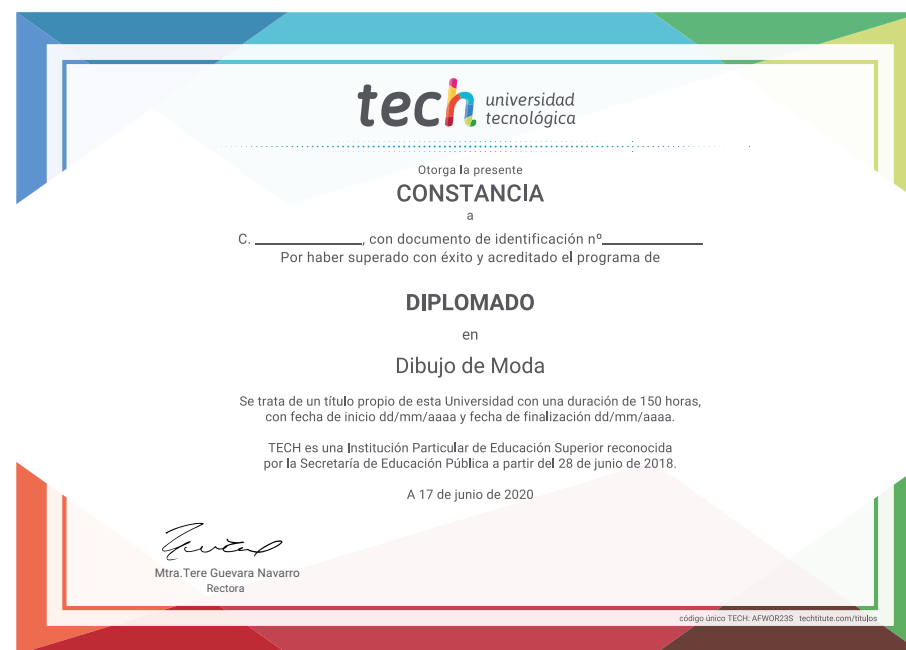 tech universidad
tecnológica
Otorga la presente
CONSTANCIA
a
C. ______________, con documento de identificación nº_____________
Por haber superado con éxito y acreditado el programa de
DIPLOMADO
en
Dibujo de Moda
Se trata de un título propio de esta Universidad con una duración de 150 horas,
con fecha de inicio dd/mm/aaaa y fecha de finalización dd/mm/aaaa.
TECH es una Institución Particular de Educación Superior reconocida
por la Secretaría de Educación Pública a partir del 28 de junio de 2018.
A 17 de junio de 2020
Mtra.Tere Guevara Navarro
Rectora
código único TECH: AFWOR23S techtitute.com/titulos